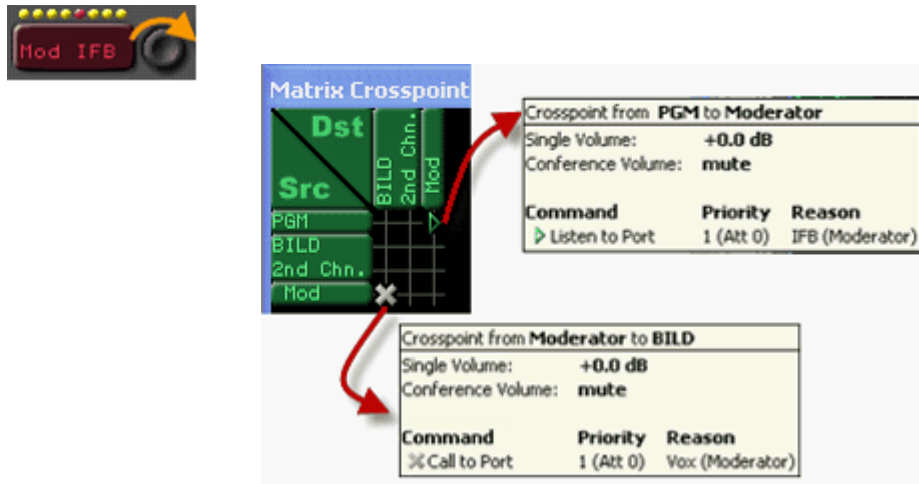 Mod IFB
Matrix Crosspoint
Dst
Src
BILD
2nd Chn.
Mod
PGM
BILD
2nd Chn.
Mod
Crosspoint from PGM to Moderator
Single Volume: +0.0 dB
Conference Volume: mute
Command Priority Reason
Listen to Port 1 (Att 0) IFB (Moderator)
Crosspoint from Moderator to BILD
Single Volume: +0.0 dB
Conference Volume: mute
Command Priority Reason
Call to Port 1 (Att 0) Vox (Moderator)